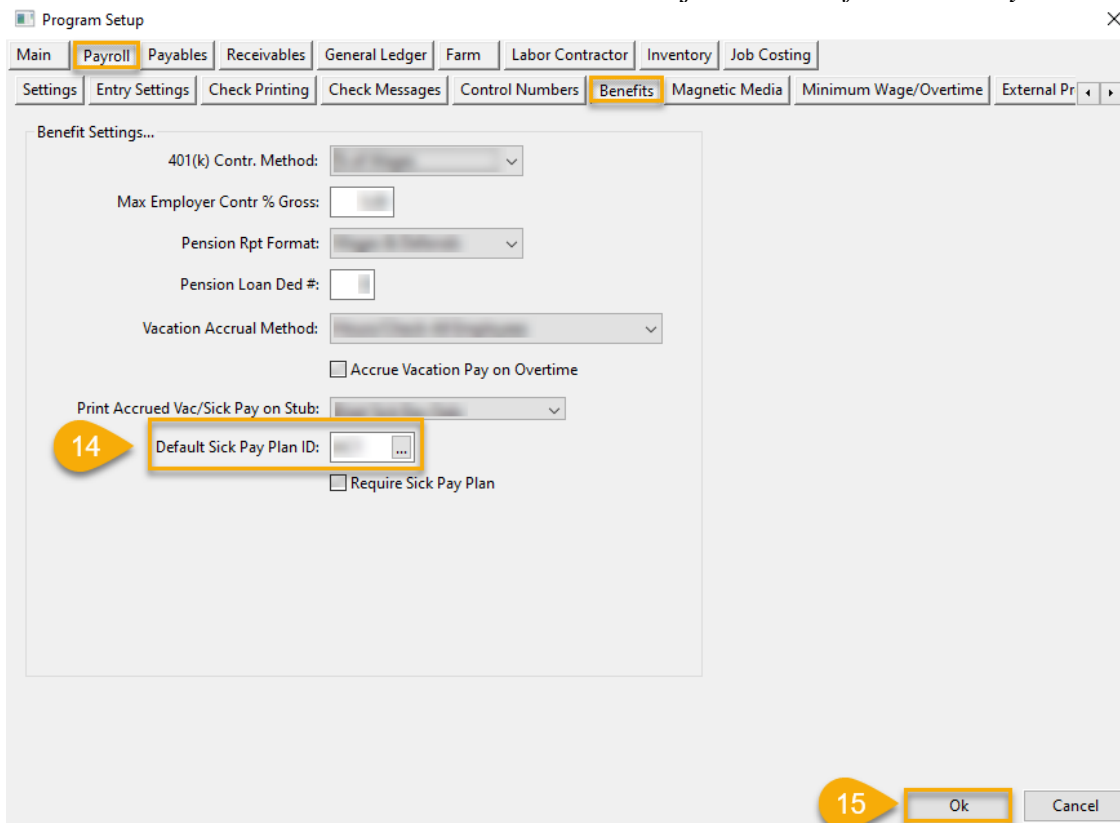 Program Setup
Main Payroll Payables Receivables General Ledger Farm Labor Contractor Inventory Job Costing
Settings Entry Settings Check Printing Check Messages Control Numbers Benefits Magnetic Media Minimum Wage/Overtime External Pr
Benefit Settings...
401(k) Contr. Method:
Max Employer Contr % Gross:
Pension Rpt Format:
Pension Loan Ded #:
Vacation Accrual Method:
Accrue Vacation Pay on Overtime
Print Accrued Vac/Sick Pay on Stub:
14 Default Sick Pay Plan ID: ...
Require Sick Pay Plan
15 Ok Cancel